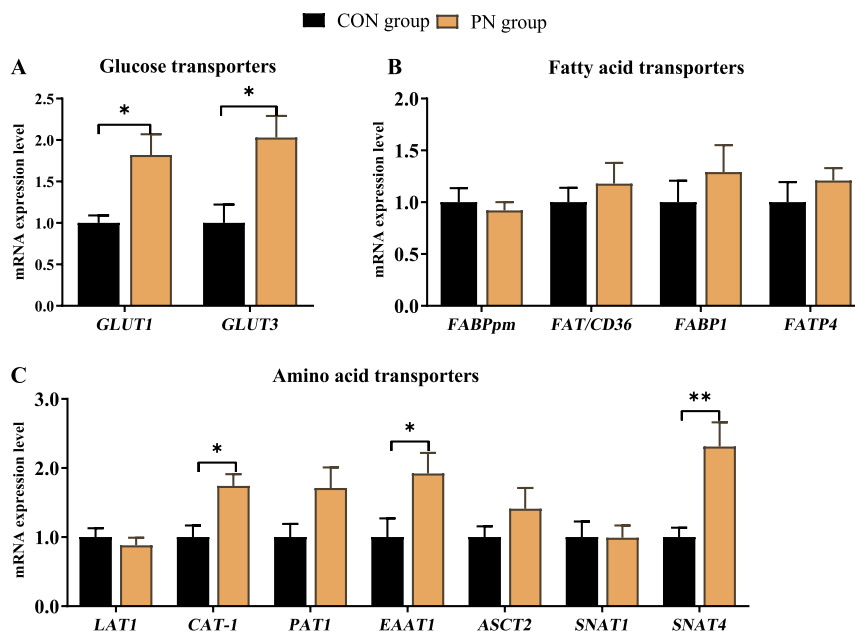 CON group PN group
A Glucose transporters
mRNA expression level
2.5
2.0
1.5
1.0
0.5
0.0
* *
GLUT1 GLUT3
B Fatty acid transporters
mRNA expression level
2.0
1.5
1.0
0.5
0.0
FABPpm FAT/CD36 FABP1 FATP4
C Amino acid transporters
mRNA expression level
3.0
2.0
1.0
0.0
* * **
LAT1 CAT-1 PAT1 EAAT1 ASCT2 SNAT1 SNAT4